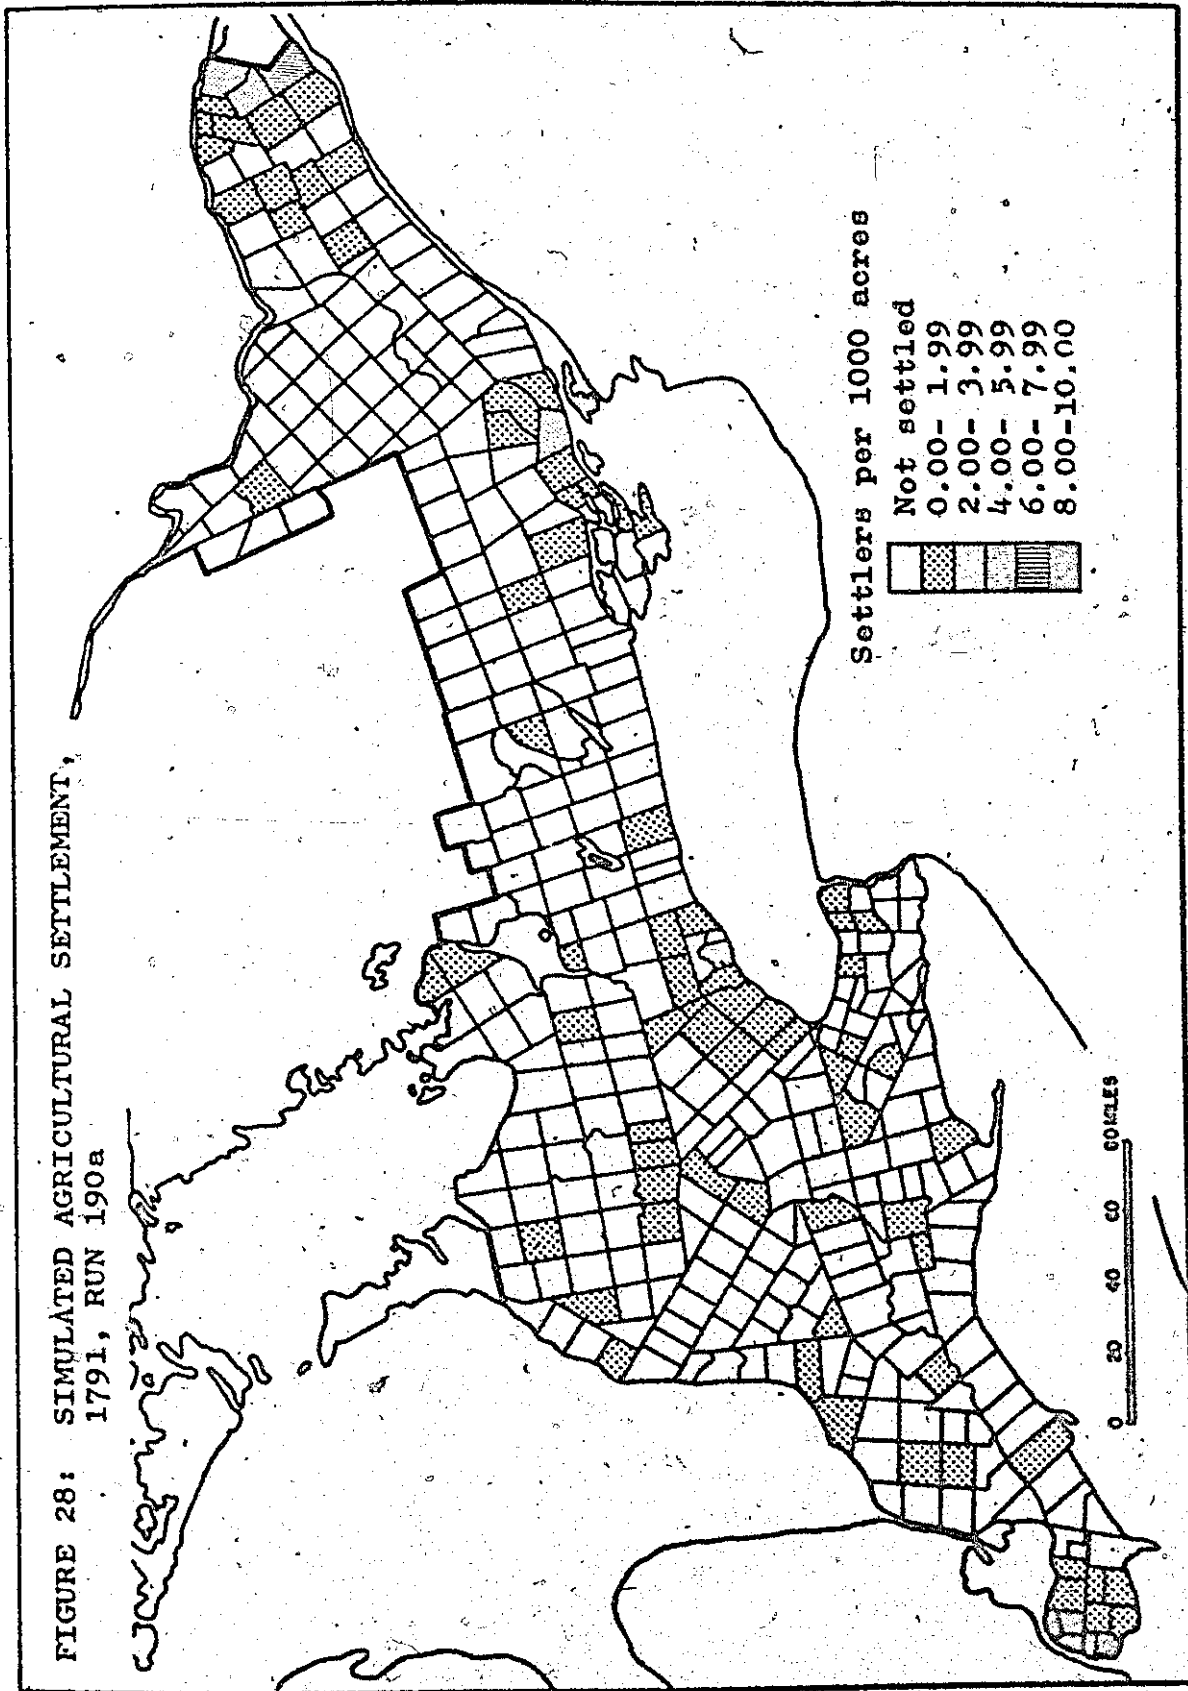 FIGURE 28: SIMULATED AGRICULTURAL SETTLEMENT,
1791, RUN 190a
Settlers per 1000 acres
Not settled
0.00- 1.99
2.00- 3.99
4.00- 5.99
6.00- 7.99
8.00-10.00
0 20 40 60 80MILES